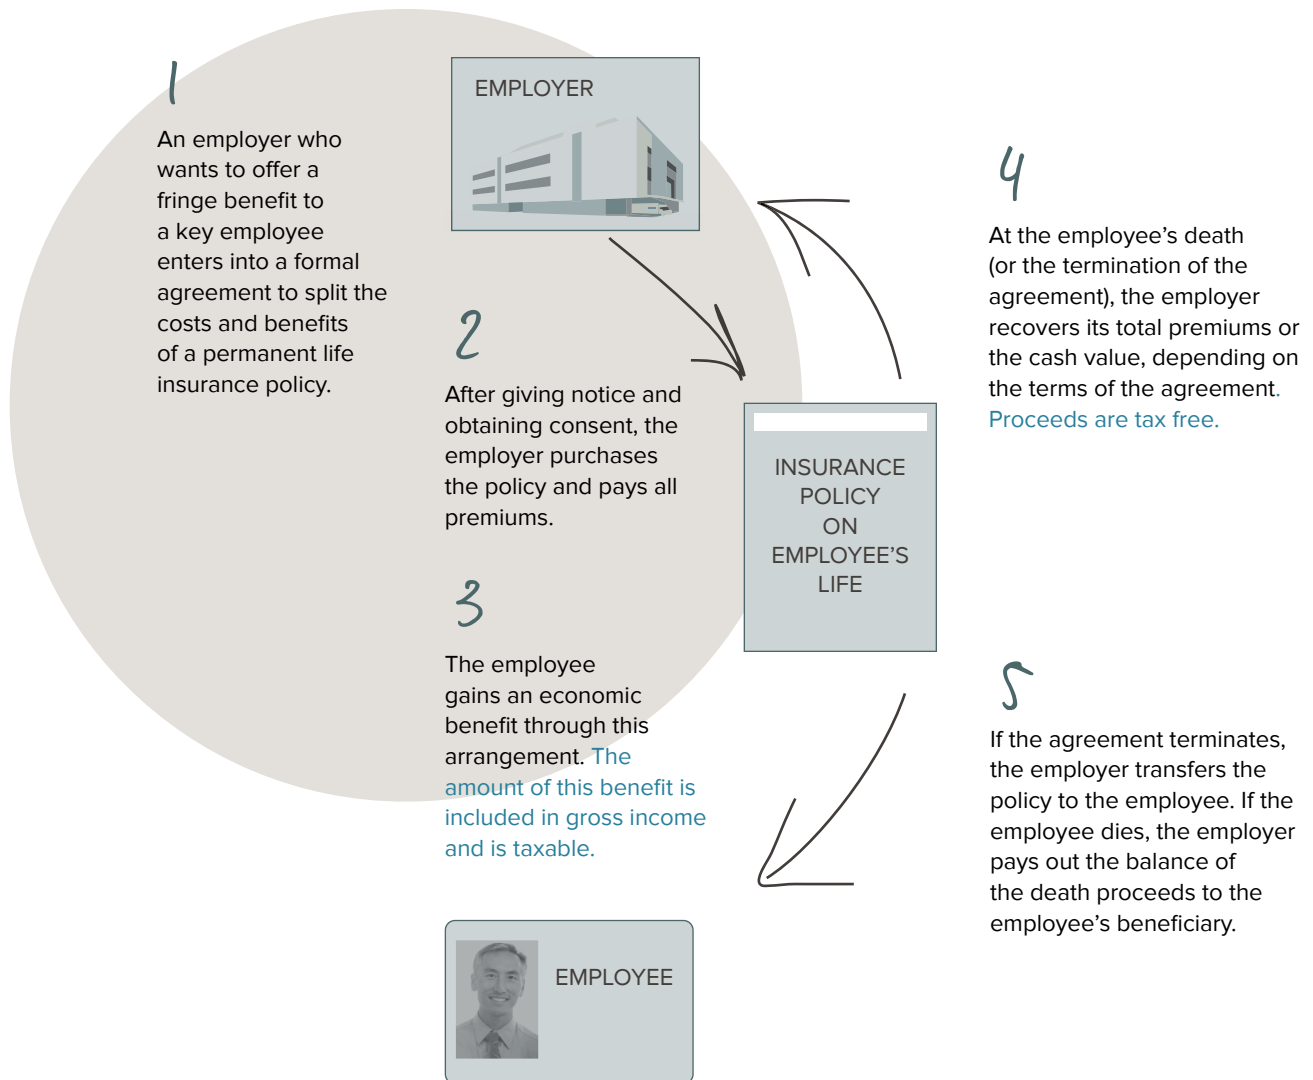 1
An employer who
wants to offer a
fringe benefit to
a key employee
enters into a formal
agreement to split the
costs and benefits
of a permanent life
insurance policy.
EMPLOYER
2
After giving notice and
obtaining consent, the
employer purchases
the policy and pays all
premiums.
3
The employee
gains an economic
benefit through this
arrangement. The
amount of this benefit is
included in gross income
and is taxable.
INSURANCE
POLICY
ON
EMPLOYEE'S
LIFE
4
At the employee's death
(or the termination of the
agreement), the employer
recovers its total premiums or
the cash value, depending on
the terms of the agreement.
Proceeds are tax free.
5
If the agreement terminates,
the employer transfers the
policy to the employee. If the
employee dies, the employer
pays out the balance of
the death proceeds to the
employee's beneficiary.
EMPLOYEE